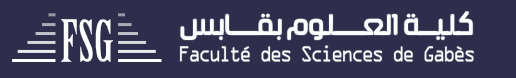 FSG
كلية العلوم بقابس
Faculté des Sciences de Gabès